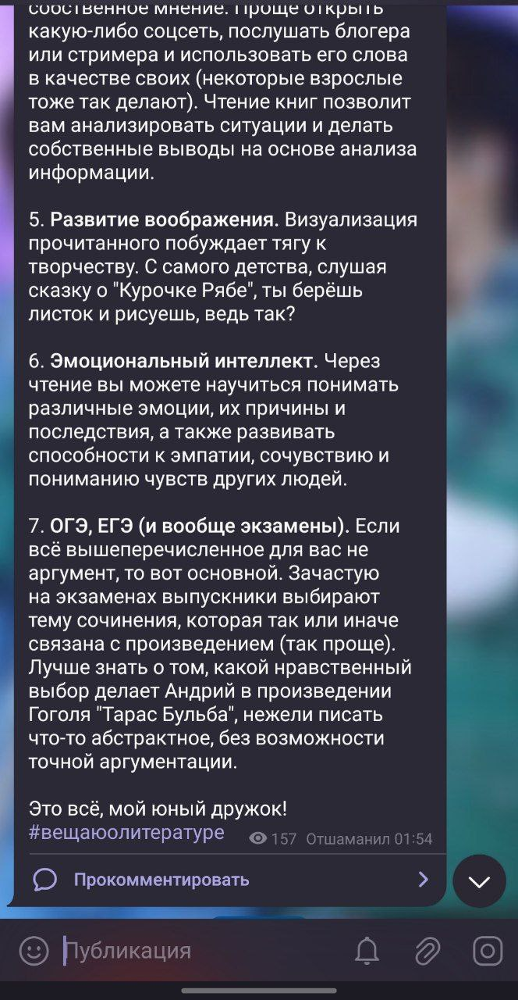 собственное мнение. Проще открыть
какую-либо соцсеть, послушать блогера
или стримера и использовать его слова
в качестве своих (некоторые взрослые
тоже так делают). Чтение книг позволит
вам анализировать ситуации и делать
собственные выводы на основе анализа
информации.
5. Развитие воображения. Визуализация
прочитанного побуждает тягу к
творчеству. С самого детства, слушая
сказку о "Курочке Рябе", ты берёшь
листок и рисуешь, ведь так?
6. Эмоциональный интеллект. Через
чтение вы можете научиться понимать
различные эмоции, их причины и
последствия, а также развивать
способности к эмпатии, сочувствию и
пониманию чувств других людей.
7. ОГЭ, ЕГЭ (и вообще экзамены). Если
всё вышеперечисленное для вас не
аргумент, то вот основной. Зачастую
на экзаменах выпускники выбирают
тему сочинения, которая так или иначе
связана с произведением (так проще).
Лучше знать о том, какой нравственный
выбор делает Андрий в произведении
Гоголя "Тарас Бульба", нежели писать
что-то абстрактное, без возможности
точной аргументации.
Это всё, мой юный дружок!
#вещаюолитературе 157 Отшаманил 01:54
Прокомментировать
Публикация